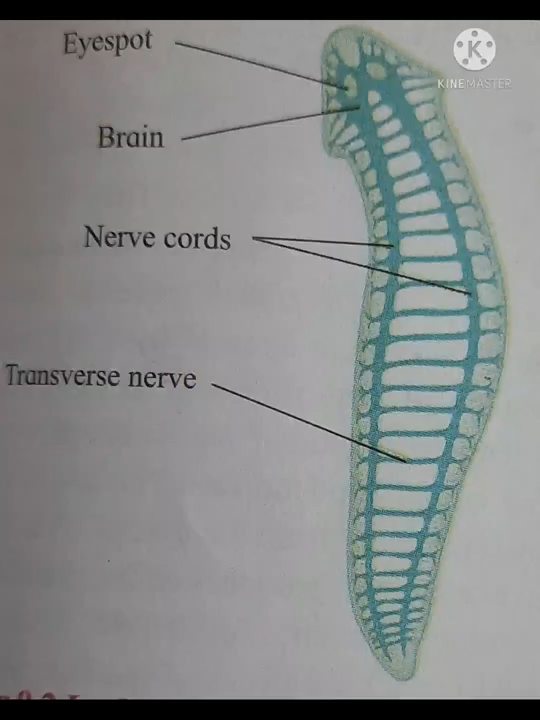 Eyespot
K
KINEMASTER
Brain
Nerve cords
Transverse nerve